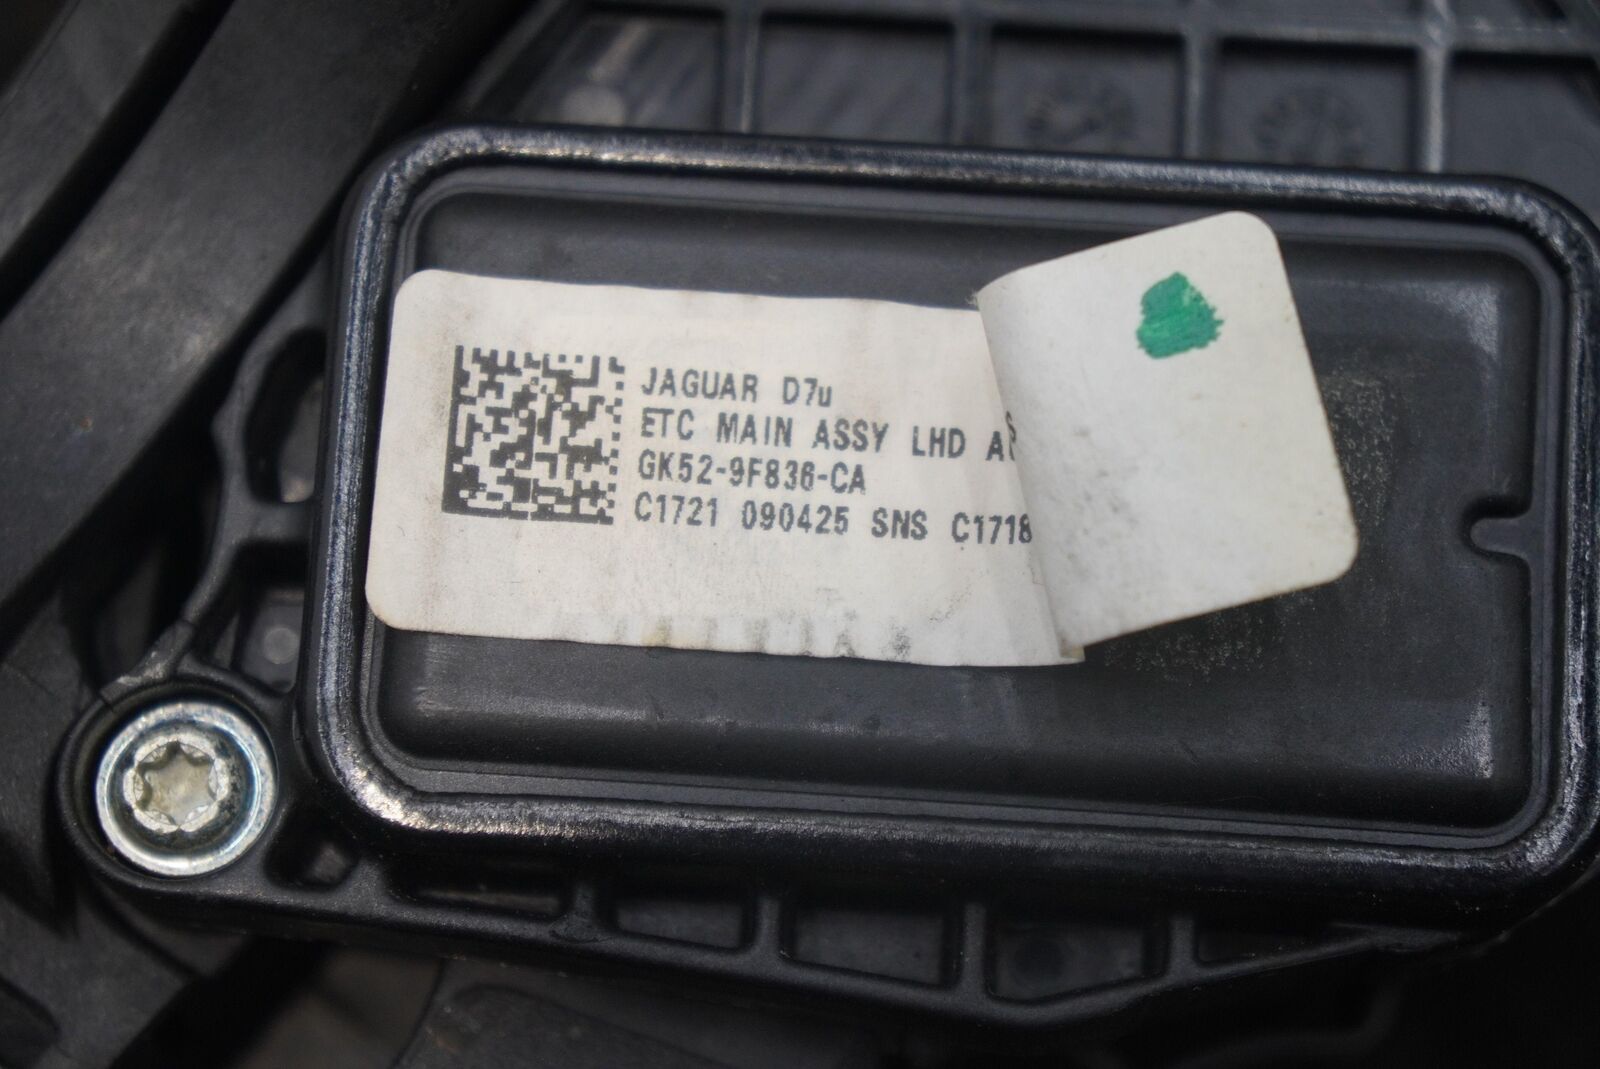 JAGUAR D7u
ETC MAIN ASSY LHD
GK52-9F836-CA
C1721 090425 SNS C1718